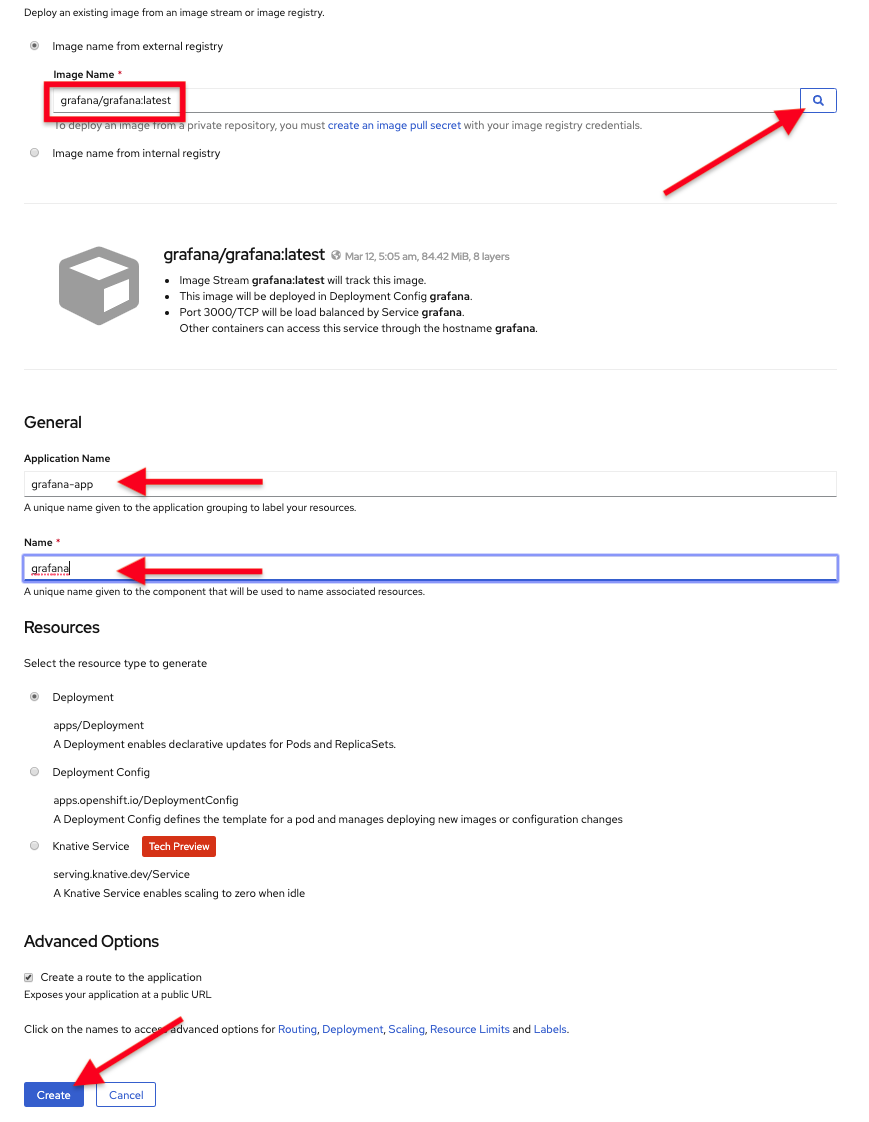 Deploy an existing image from an image stream or image registry.
Image name from external registry
Image Name *
grafana/grafana:latest
To deploy an image from a private repository, you must create an image pull secret with your image registry credentials.
Image name from internal registry
grafana/grafana:latest Mar 12, 5:05 am, 84.42 MiB, 8 layers
Image Stream grafana:latest will track this image.
This image will be deployed in Deployment Config grafana.
Port 3000/TCP will be load balanced by Service grafana.
Other containers can access this service through the hostname grafana.
General
Application Name
grafana-app
A unique name given to the application grouping to label your resources.
Name *
grafana
A unique name given to the component that will be used to name associated resources.
Resources
Select the resource type to generate
Deployment
apps/Deployment
A Deployment enables declarative updates for Pods and ReplicaSets.
Deployment Config
apps.openshift.io/DeploymentConfig
A Deployment Config defines the template for a pod and manages deploying new images or configuration changes
Knative Service Tech Preview
serving.knative.dev/Service
A Knative Service enables scaling to zero when idle
Advanced Options
Create a route to the application
Exposes your application at a public URL
Click on the names to access advanced options for Routing, Deployment, Scaling, Resource Limits and Labels.
Create Cancel